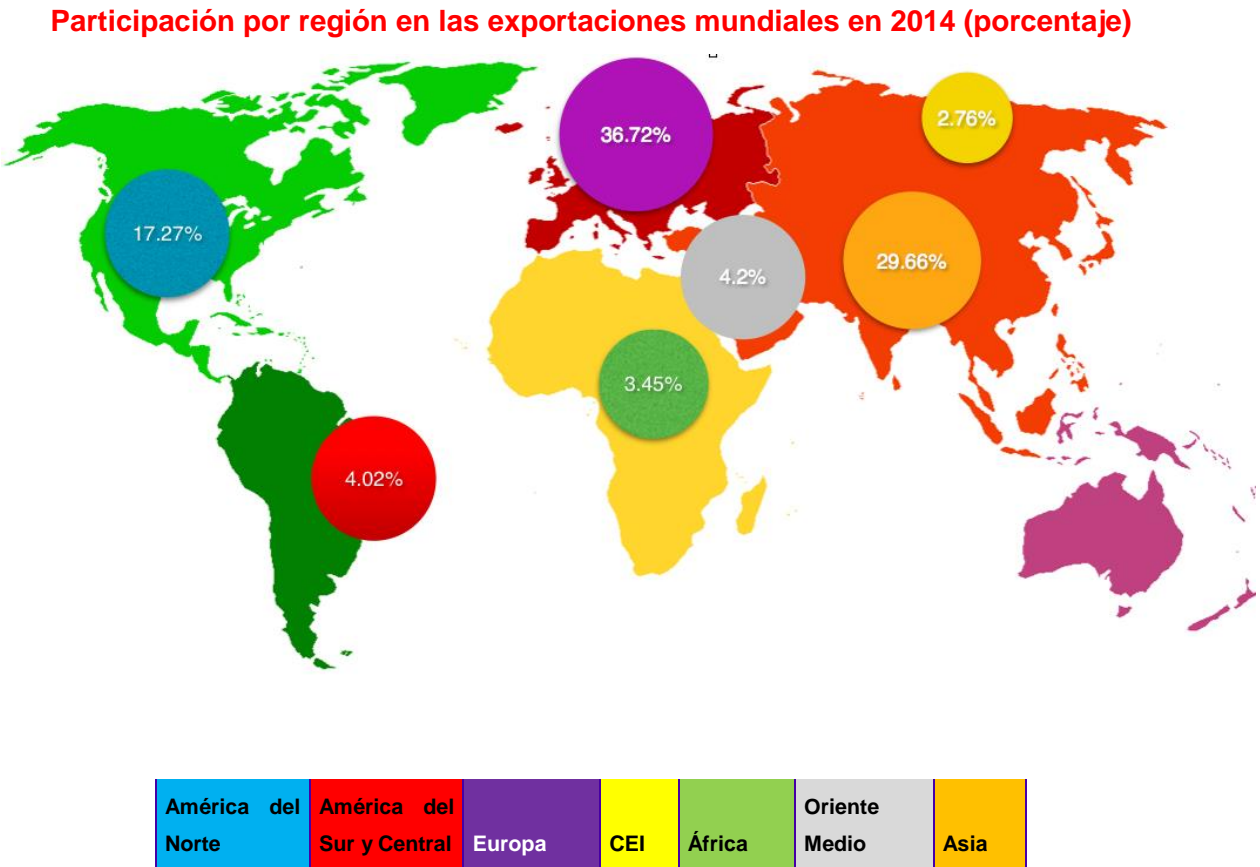 Participación por región en las exportaciones mundiales en 2014 (porcentaje)
36.72%
2.76%
17.27%
4.2%
29.66%
3.45%
4.02%
América del Norte
América del Sur y Central
Europa
CEI
África
Oriente Medio
Asia